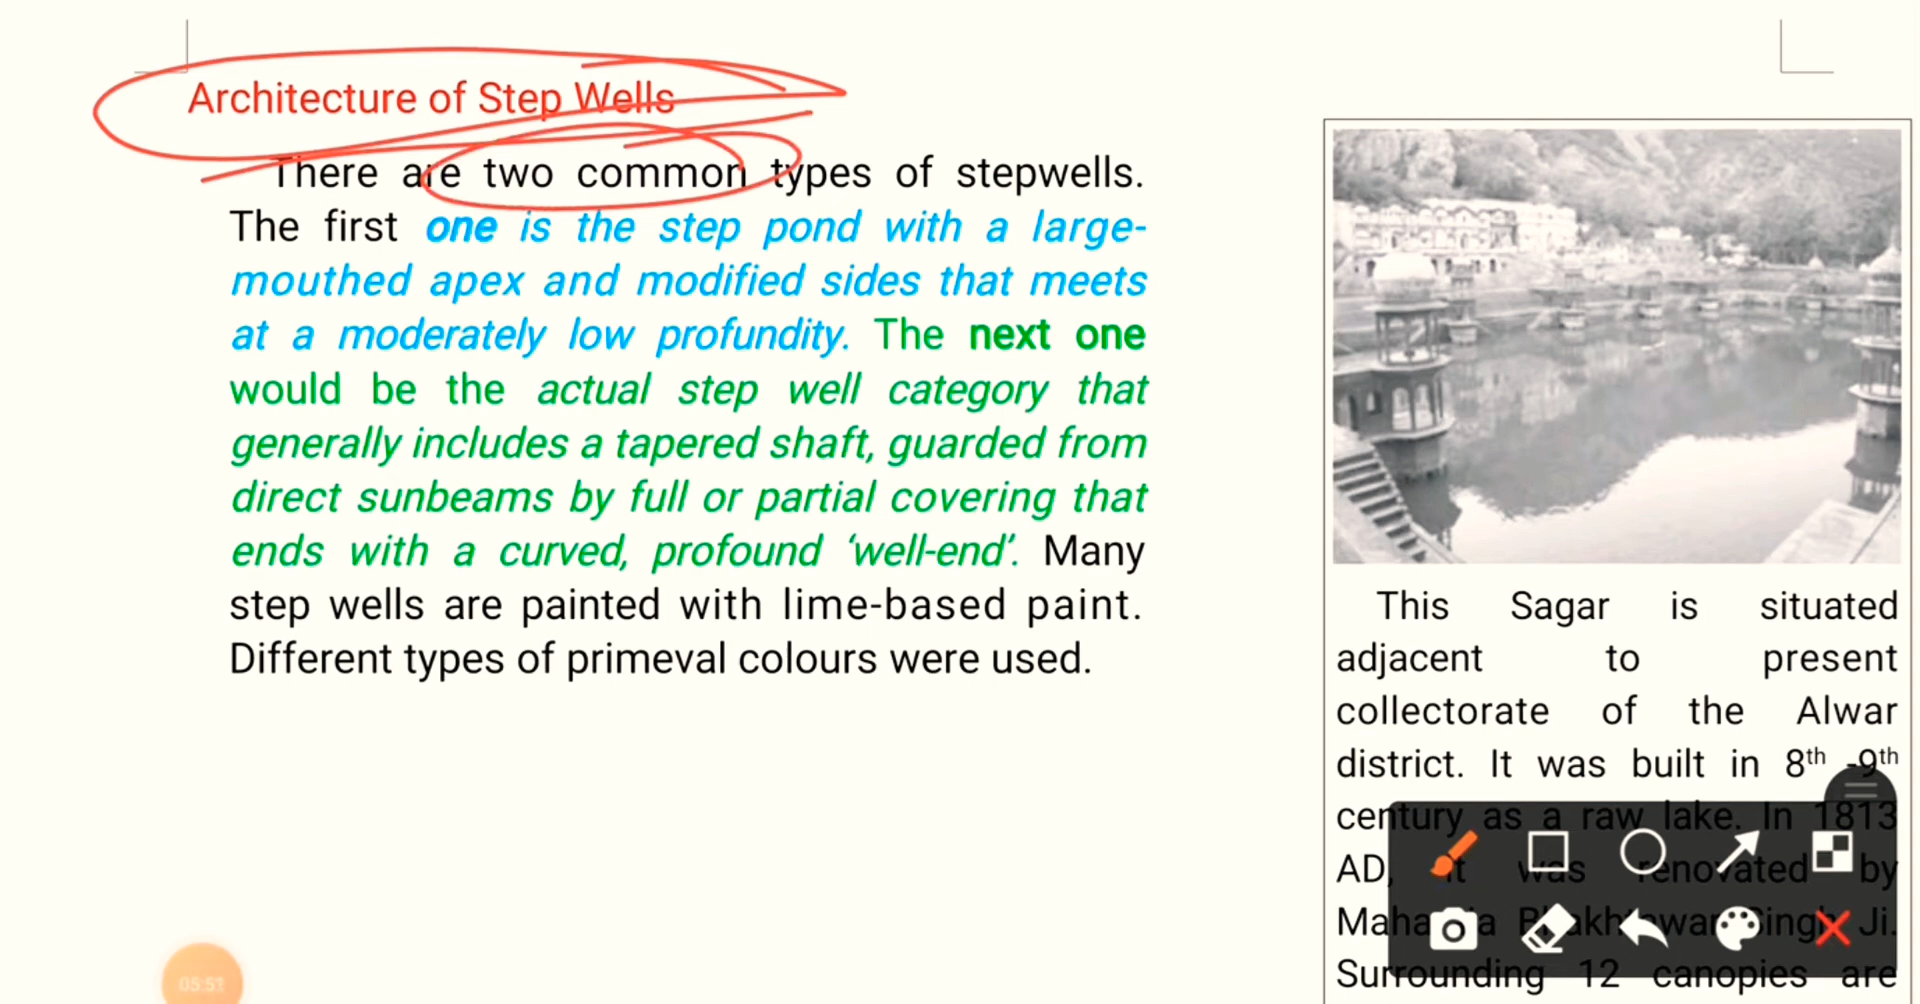 Architecture of Step Wells
There are two common types of stepwells.
The first one is the step pond with a large-
mouthed apex and modified sides that meets
at a moderately low profundity. The next one
would be the actual step well category that
generally includes a tapered shaft, guarded from
direct sunbeams by full or partial covering that
ends with a curved, profound ‘well-end’. Many
step wells are painted with lime-based paint.
Different types of primeval colours were used.
This Sagar is situated
adjacent to present
collectorate of the Alwar
district. It was built in 8th -9th
century as a raw lake. In 1813
AD, it was renovated by
Singh Ji.
Surrounding 12 canopies are
05:51